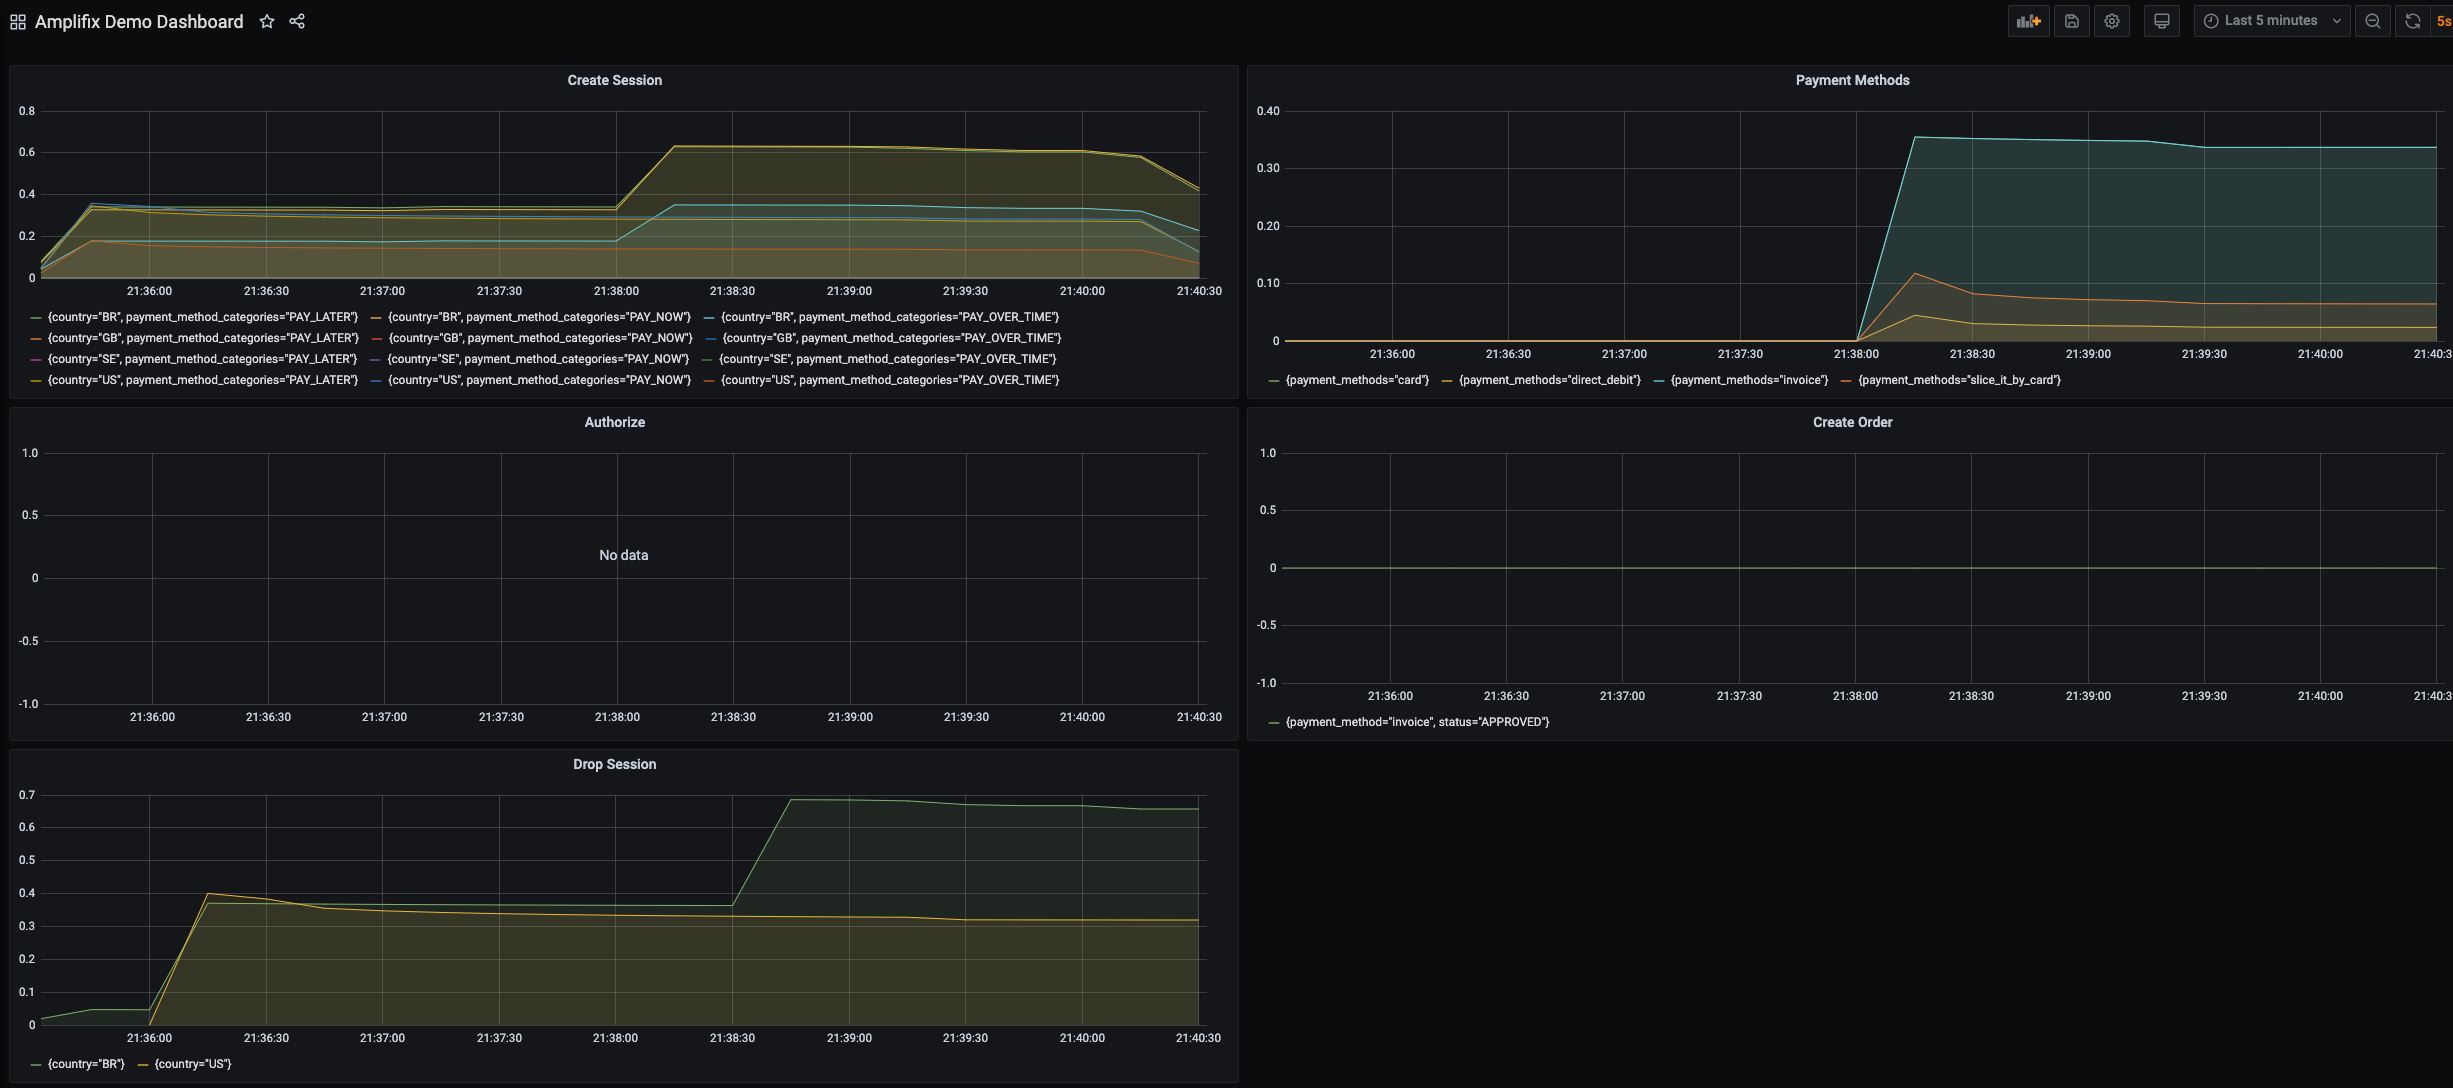 Amplifix Demo Dashboard
Last 5 minutes
5s
Create Session
0.8
0.6
0.4
0.2
0
21:36:00 21:36:30 21:37:00 21:37:30 21:38:00 21:38:30 21:39:00 21:39:30 21:40:00 21:40:30
{country="BR", payment_method_categories="PAY_LATER"} {country="BR", payment_method_categories="PAY_NOW"} {country="BR", payment_method_categories="PAY_OVER_TIME"}
{country="GB", payment_method_categories="PAY_LATER"} {country="GB", payment_method_categories="PAY_NOW"} {country="GB", payment_method_categories="PAY_OVER_TIME"}
{country="SE", payment_method_categories="PAY_LATER"} {country="SE", payment_method_categories="PAY_NOW"} {country="SE", payment_method_categories="PAY_OVER_TIME"}
{country="US", payment_method_categories="PAY_LATER"} {country="US", payment_method_categories="PAY_NOW"} {country="US", payment_method_categories="PAY_OVER_TIME"}
Payment Methods
0.40
0.30
0.20
0.10
0
21:36:00 21:36:30 21:37:00 21:37:30 21:38:00 21:38:30 21:39:00 21:39:30 21:40:00 21:40:3
{payment_methods="card"} {payment_methods="direct_debit"} {payment_methods="invoice"} {payment_methods="slice_it_by_card"}
Authorize
1.0
0.5
0
-0.5
-1.0
No data
21:36:00 21:36:30 21:37:00 21:37:30 21:38:00 21:38:30 21:39:00 21:39:30 21:40:00 21:40:30
Create Order
1.0
0.5
0
-0.5
-1.0
21:36:00 21:36:30 21:37:00 21:37:30 21:38:00 21:38:30 21:39:00 21:39:30 21:40:00 21:40:3
{payment_method="invoice", status="APPROVED"}
Drop Session
0.7
0.6
0.5
0.4
0.3
0.2
0.1
0
21:36:00 21:36:30 21:37:00 21:37:30 21:38:00 21:38:30 21:39:00 21:39:30 21:40:00 21:40:30
{country="BR"} {country="US"}